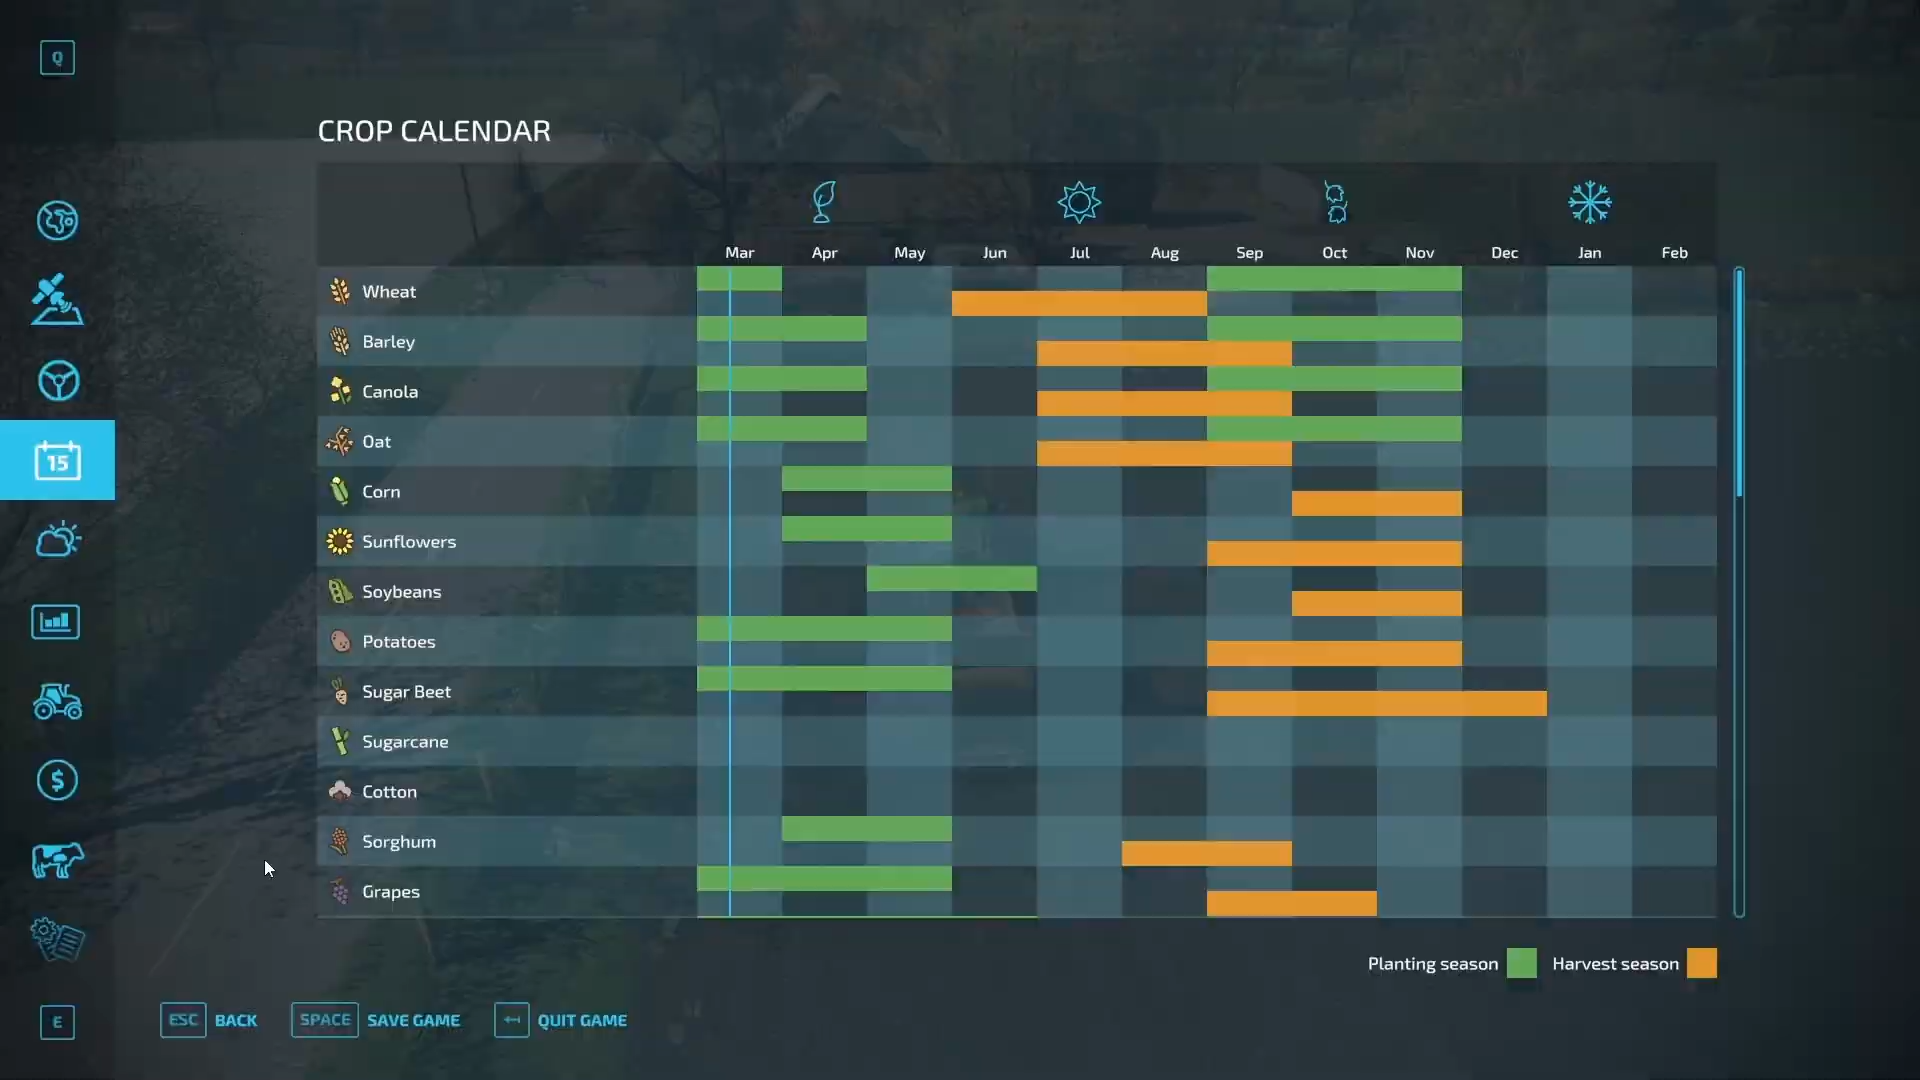 Q
CROP CALENDAR
Mar Apr May Jun Jul Aug Sep Oct Nov Dec Jan Feb
Wheat
Barley
Canola
Oat
15
Corn
Sunflowers
Soybeans
Potatoes
Sugar Beet
Sugarcane
$
Cotton
Sorghum
Grapes
Planting season Harvest season
E
ESC BACK SPACE SAVE GAME QUIT GAME